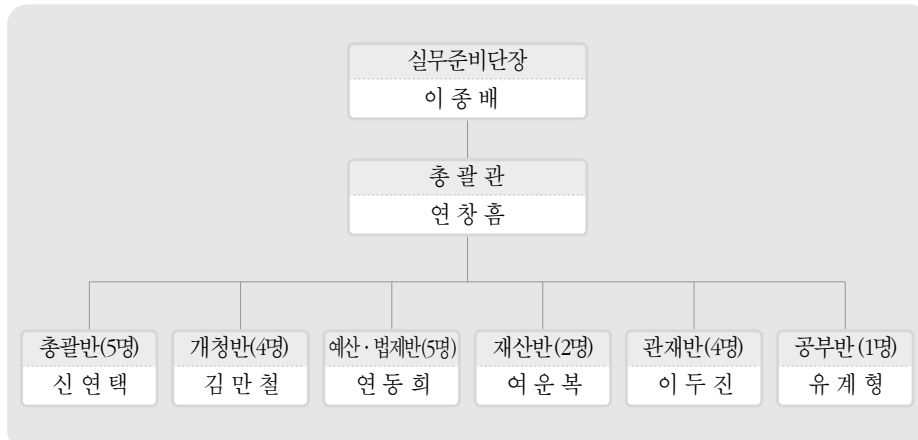 실무준비단장
이 종 배
총 괄 관
연 창 흠
총괄반(5명)
신 연 택
개청반(4명)
김 만 철
예산 · 법제반(5명)
연 동 희
재산반(2명)
여 운 복
관재반(4명)
이 두 진
공부반(1명)
유 계 형